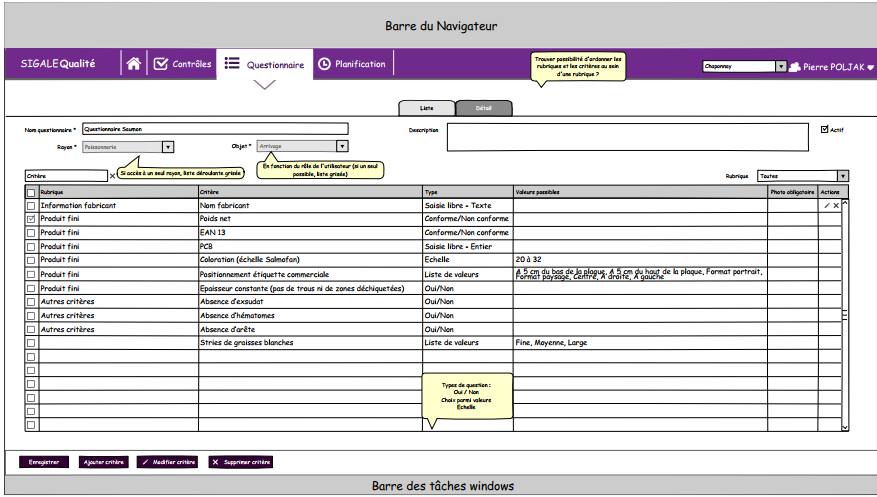 Barre du Navigateur
SIGALEQualité
Contrôles
Questionnaire
Planification
Trouver possibilité d'ordonner les
rubriques et les critères au sein
d'une rubrique ?
Chaponnay
Pierre POLJAK
Liste
Détail
Nom questionnaire *
Questionnaire Saumon
Description
Actif
Rayon *
Poissonnerie
Objet *
Arrivage
Si accès à un seul rayon, liste déroulante grisée
En fonction du rôle de l'utilisateur (si un seul
possible, liste grisée)
Critère
Rubrique
Toutes
Rubrique Critère Type Valeurs possibles Photo obligatoire Actions
Information fabricant Nom fabricant Saisie libre - Texte
Produit fini Poids net Conforme/Non conforme
Produit fini EAN 13 Conforme/Non conforme
Produit fini PCB Saisie libre - Entier
Produit fini Coloration (échelle Salmofan) Echelle 20 à 32
Produit fini Positionnement étiquette commerciale Liste de valeurs A 5 cm du bas de la plaque, A 5 cm du haut de la plaque, Format portrait,
Format paysage, Centré, A droite, A gauche
Produit fini Epaisseur constante (pas de trous ni de zones déchiquetées) Oui/Non
Autres critères Absence d'exsudat Oui/Non
Autres critères Absence d'hématomes Oui/Non
Autres critères Absence d'arête Oui/Non
Stries de graisses blanches Liste de valeurs Fine, Moyenne, Large
Types de question :
Oui / Non
Choix parmi valeurs
Echelle
Enregistrer
Ajouter critère
Modifier critère
Supprimer critère
Barre des tâches windows